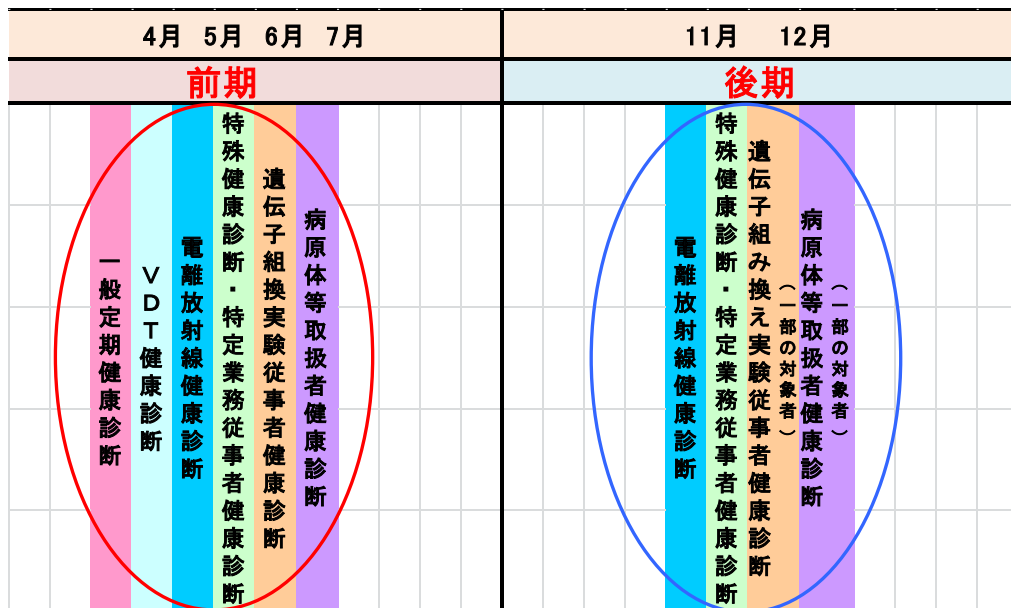 4月 5月 6月 7月
11月 12月
前期
後期
一般定期健康診断
ＶＤＴ健康診断
電離放射線健康診断
特殊健康診断・特定業務従事者健康診断
遺伝子組換実験従事者健康診断
病原体等取扱者健康診断
電離放射線健康診断
特殊健康診断・特定業務従事者健康診断
遺伝子組み換え実験従事者健康診断
（一部の対象者）
病原体等取扱者健康診断
（一部の対象者）